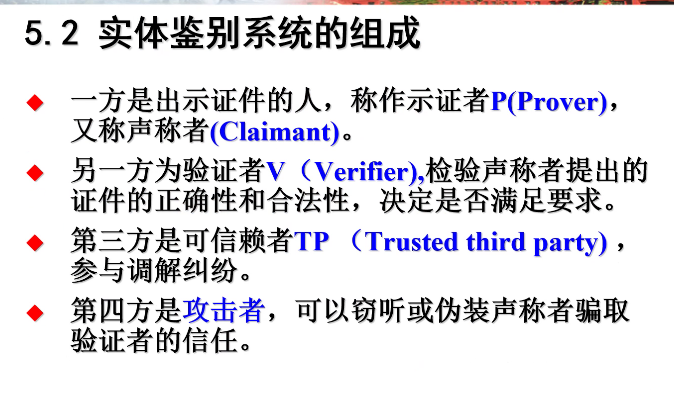 5.2 实体鉴别系统的组成
一方是出示证件的人，称作示证者P(Prover)，
又称声称者(Claimant)。
另一方为验证者V（Verifier),检验声称者提出的
证件的正确性和合法性，决定是否满足要求。
第三方是可信赖者TP （Trusted third party) ，
参与调解纠纷。
第四方是攻击者，可以窃听或伪装声称者骗取
验证者的信任。